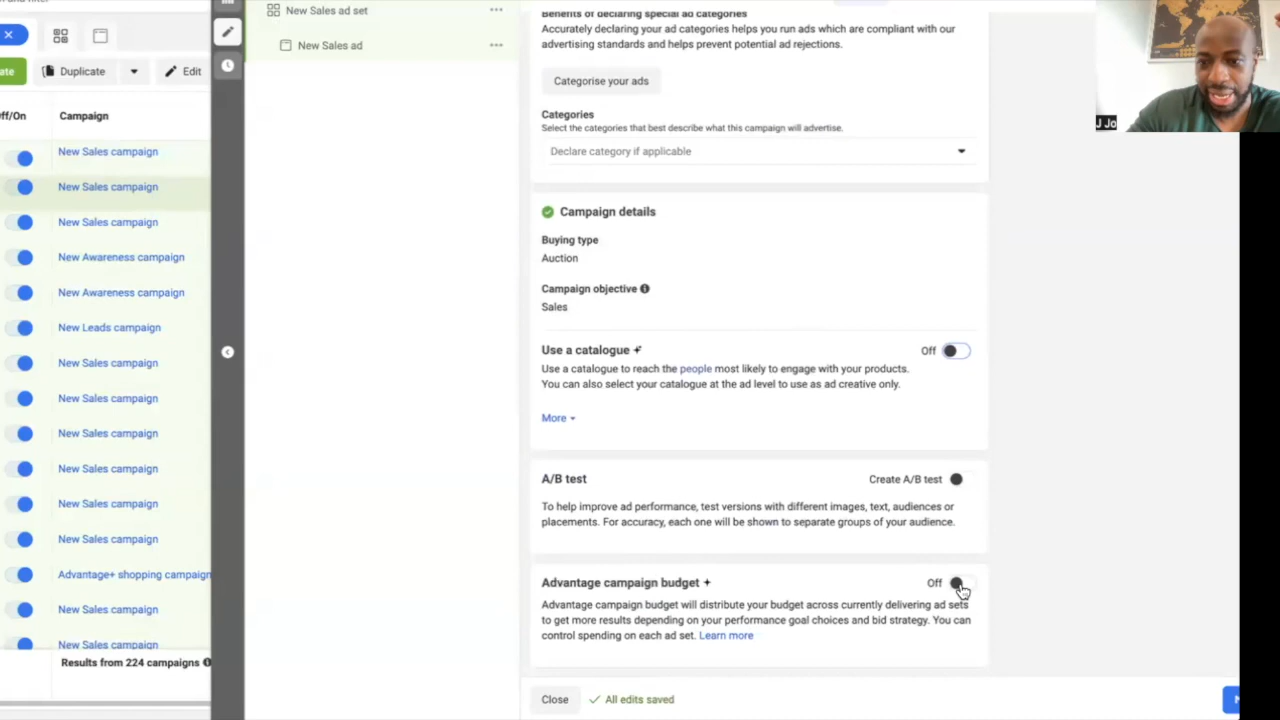 New Sales ad set
New Sales ad
Duplicate
Edit
Campaign
New Sales campaign
New Sales campaign
New Sales campaign
New Awareness campaign
New Awareness campaign
New Leads campaign
New Sales campaign
New Sales campaign
New Sales campaign
New Sales campaign
New Sales campaign
New Sales campaign
Advantage+ shopping campaign
New Sales campaign
New Sales campaign
Results from 224 campaigns
Benefits of declaring special ad categories
Accurately declaring your ad categories helps you run ads which are compliant with our
advertising standards and helps prevent potential ad rejections.
Categorise your ads
Categories
Select the categories that best describe what this campaign will advertise.
Declare category if applicable
Campaign details
Buying type
Auction
Campaign objective
Sales
Use a catalogue
Off
Use a catalogue to reach the people most likely to engage with your products.
You can also select your catalogue at the ad level to use as ad creative only.
More
A/B test
Create A/B test
To help improve ad performance, test versions with different images, text, audiences or
placements. For accuracy, each one will be shown to separate groups of your audience.
Advantage campaign budget
Off
Advantage campaign budget will distribute your budget across currently delivering ad sets
to get more results depending on your performance goal choices and bid strategy. You can
control spending on each ad set. Learn more
Close
All edits saved
J Jo